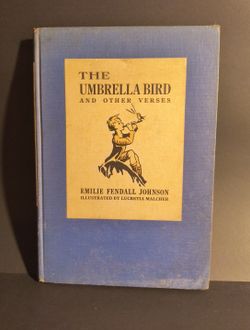 THE
UMBRELLA BIRD
AND OTHER VERSES
EMILIE FENDALL JOHNSON
ILLUSTRATED BY LUCRETIA MALCHER